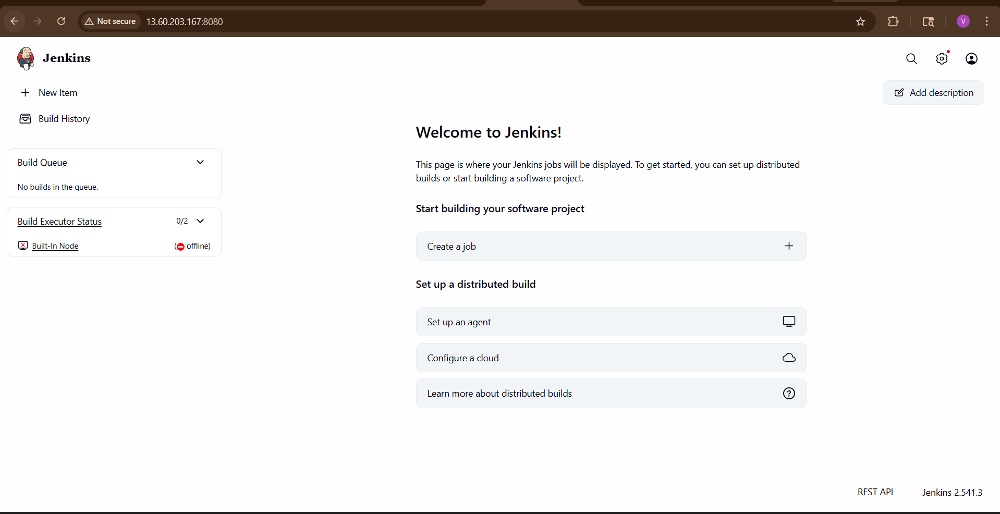 Not secure 13.60.203.167:8080
V
Jenkins
New Item
Add description
Build History
Build Queue
No builds in the queue.
Build Executor Status 0/2
Built-In Node (offline)
Welcome to Jenkins!
This page is where your Jenkins jobs will be displayed. To get started, you can set up distributed
builds or start building a software project.
Start building your software project
Create a job
Set up a distributed build
Set up an agent
Configure a cloud
Learn more about distributed builds
REST API Jenkins 2.541.3